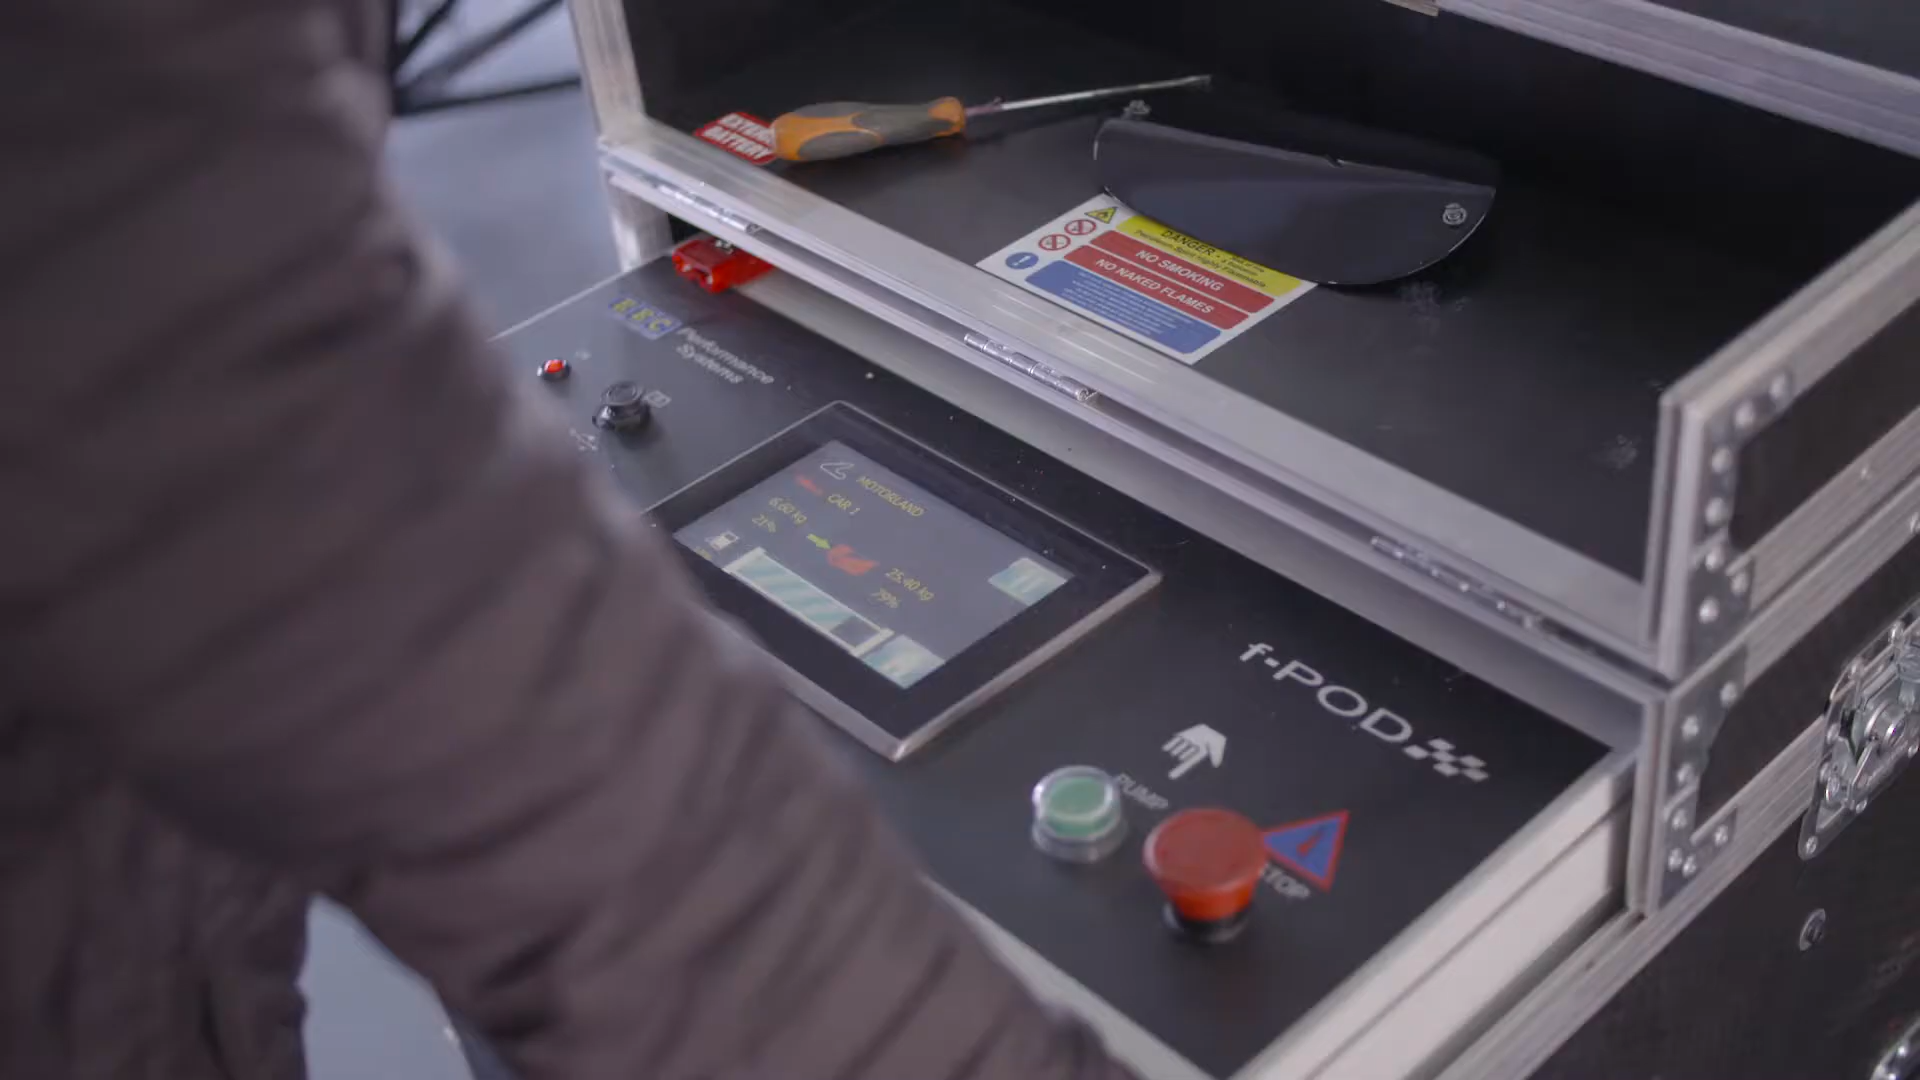 EXTERNAL
BATTERY
DANGER
NO SMOKING
NO NAKED FLAMES
EEC
Performance
Systems
MOTORLAND
CAR 1
6.60 kg
21%
25.40 kg
79%
f-POD
PUMP
STOP